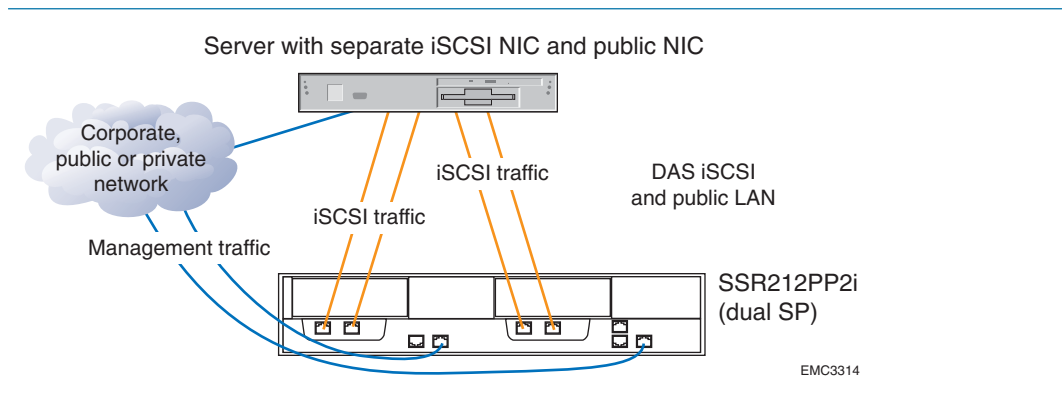 Server with separate iSCSI NIC and public NIC
Corporate,
public or private
network
iSCSI traffic
DAS iSCSI
and public LAN
iSCSI traffic
Management traffic
SSR212PP2i
(dual SP)
EMC3314